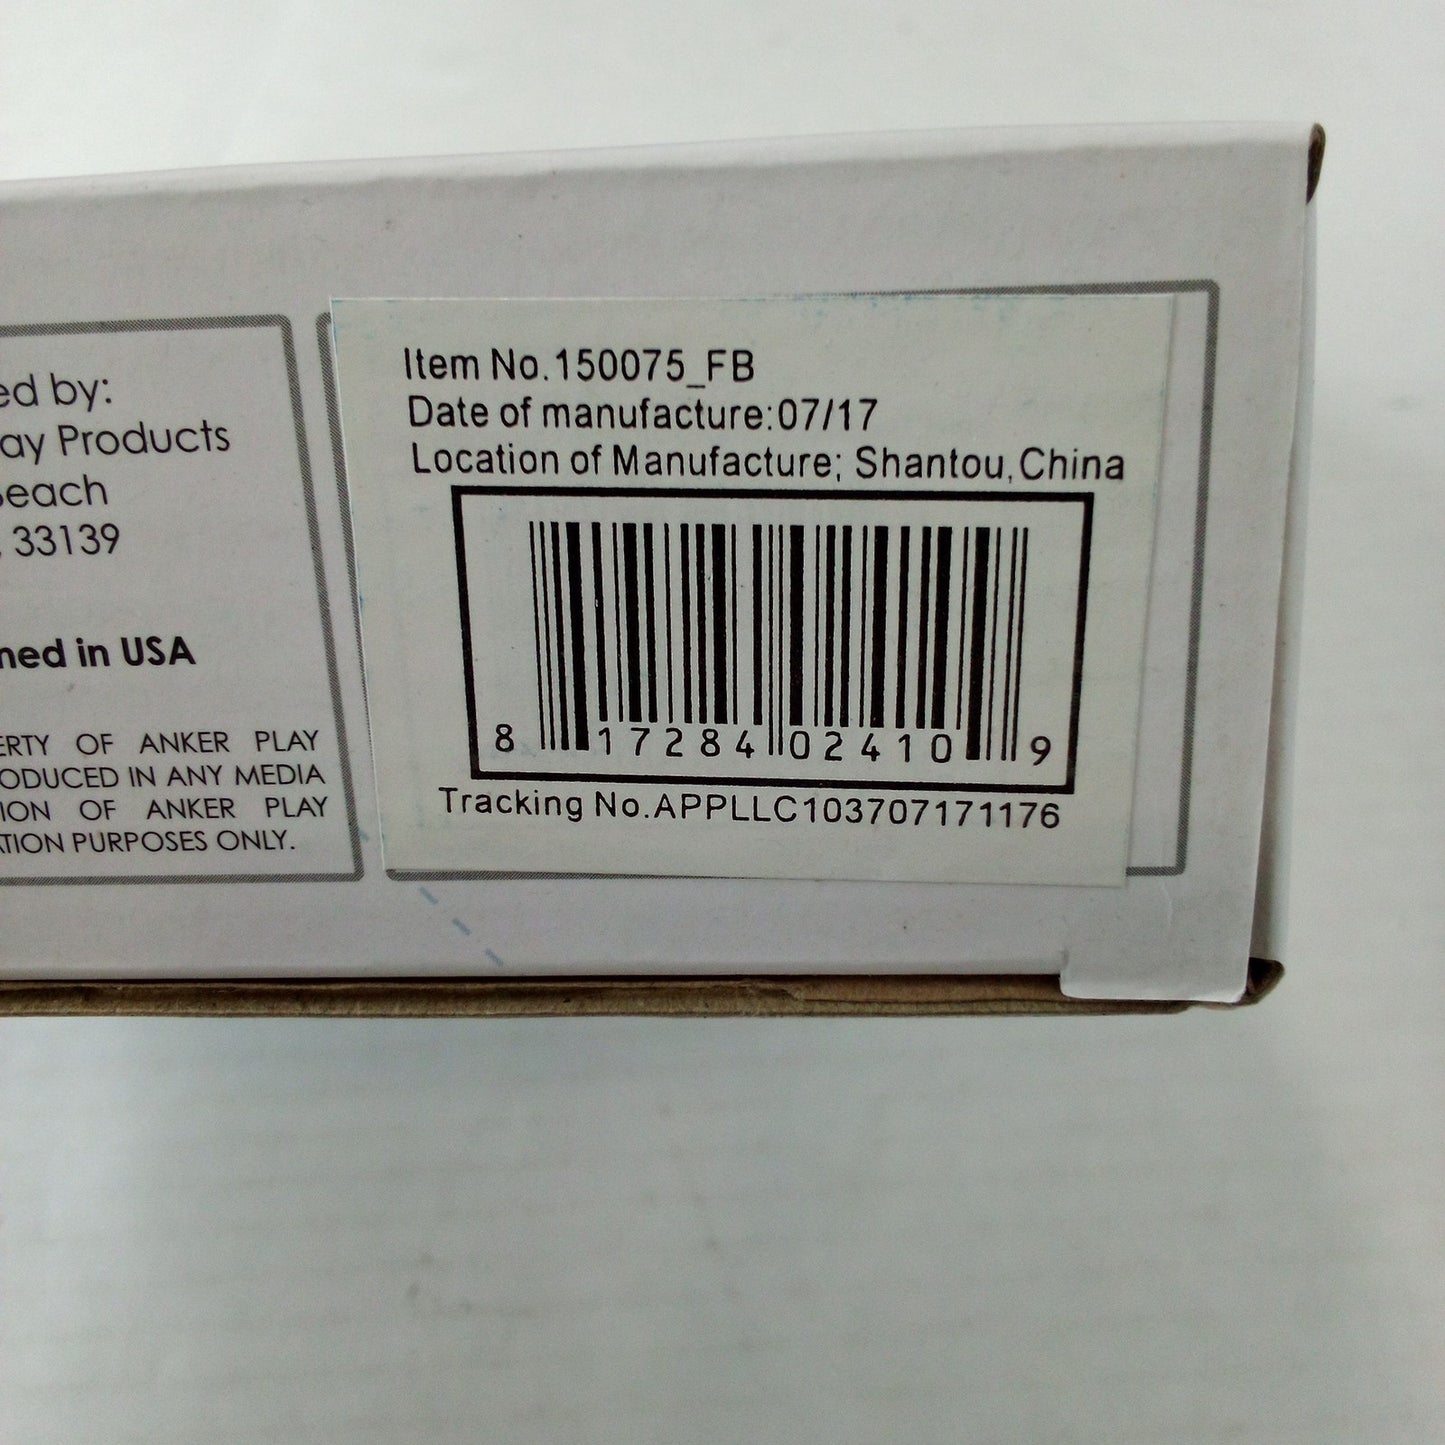 ed by:
ay Products
Beach
, 33139
ned in USA
ERTY OF ANKER PLAY
ODUCED IN ANY MEDIA
ION OF ANKER PLAY
ATION PURPOSES ONLY.
Item No.150075_FB
Date of manufacture:07/17
Location of Manufacture; Shantou,China
8 17284 02410 9
Tracking No.APPLLC103707171176